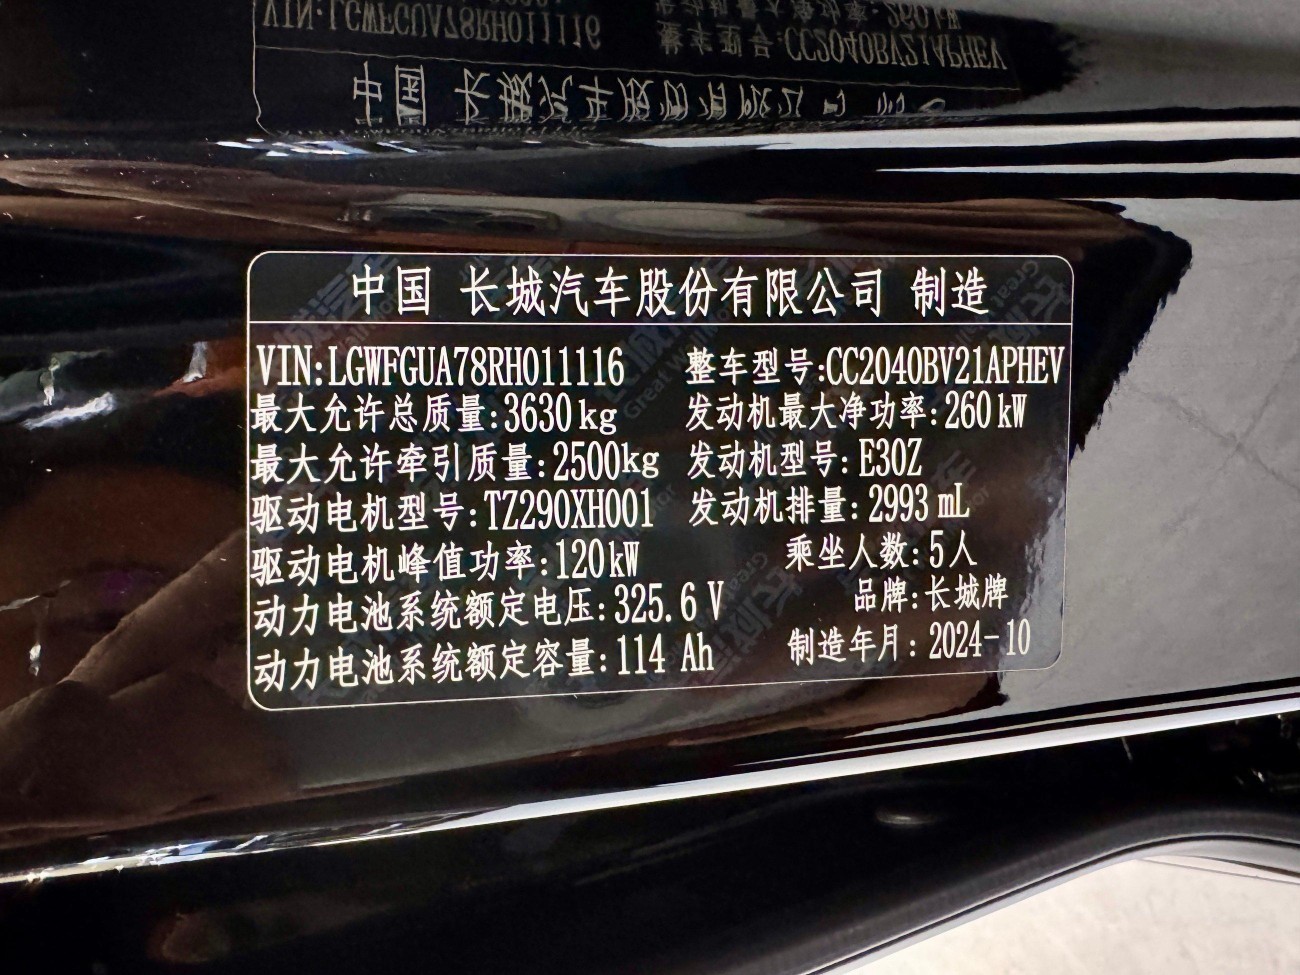 中国 长城汽车股份有限公司 制造
VIN:LGWFGUA78RH011116 整车型号:CC2040BV21APHEV
最大允许总质量:3630kg 发动机最大净功率:260kW
最大允许牵引质量:2500kg 发动机型号:E30Z
驱动电机型号:TZ290XH001 发动机排量:2993mL
驱动电机峰值功率:120kW 乘坐人数:5人
动力电池系统额定电压:325.6V 品牌:长城牌
动力电池系统额定容量:114 Ah 制造年月:2024-10